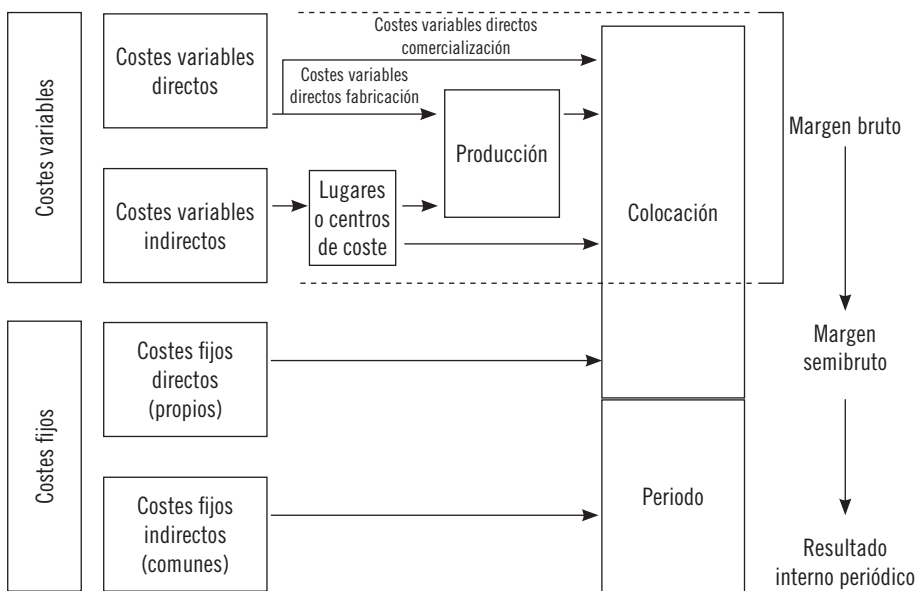 Costes variables
Costes variables
directos
Costes variables directos
comercialización
Costes variables
directos fabricación
Producción
Costes variables
indirectos
Lugares
o centros
de coste
Colocación
Margen bruto
Costes fijos
Costes fijos
directos
(propios)
Margen
semibruto
Costes fijos
indirectos
(comunes)
Periodo
Resultado
interno periódico